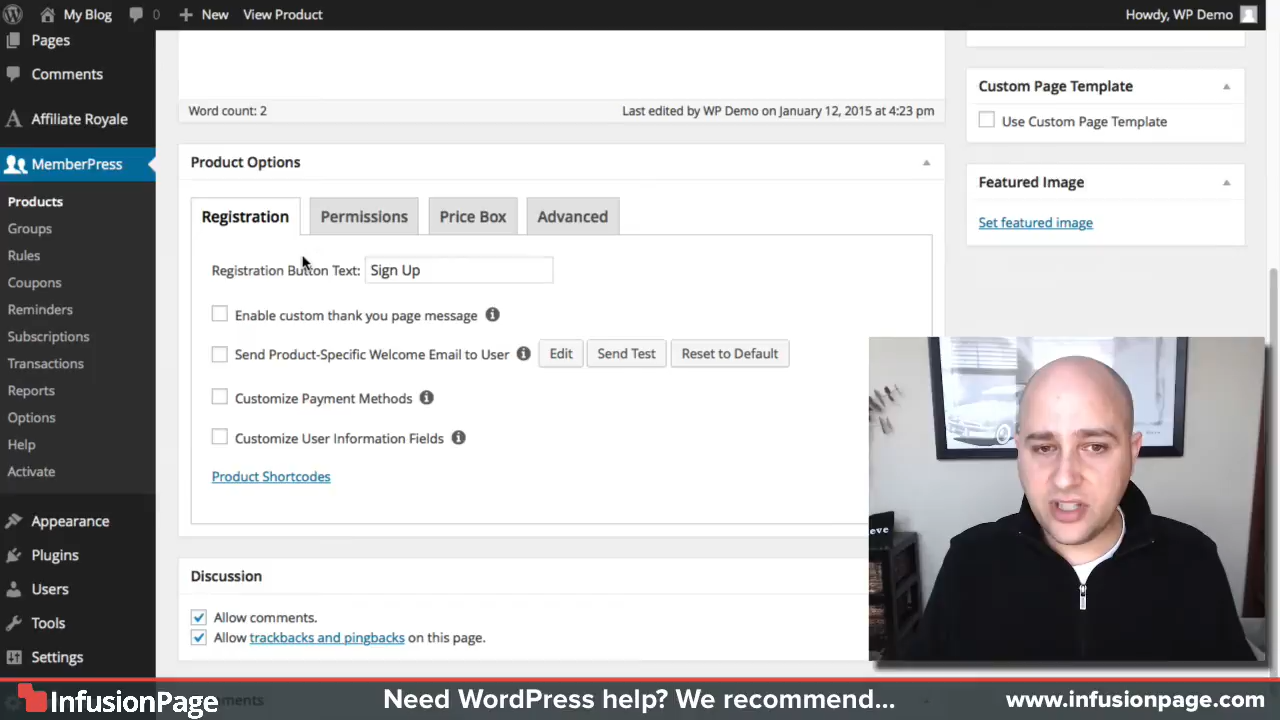 My Blog 0 New View Product Howdy, WP Demo
Pages
Comments
Affiliate Royale
MemberPress
Products
Groups
Rules
Coupons
Reminders
Subscriptions
Transactions
Reports
Options
Help
Activate
Appearance
Plugins
Users
Tools
Settings
Word count: 2 Last edited by WP Demo on January 12, 2015 at 4:23 pm
Product Options
Registration Permissions Price Box Advanced
Registration Button Text: Sign Up
Enable custom thank you page message
Send Product-Specific Welcome Email to User Edit Send Test Reset to Default
Customize Payment Methods
Customize User Information Fields
Product Shortcodes
Discussion
Allow comments.
Allow trackbacks and pingbacks on this page.
Custom Page Template
Use Custom Page Template
Featured Image
Set featured image
eve
InfusionPage Need WordPress help? We recommend... www.infusionpage.com